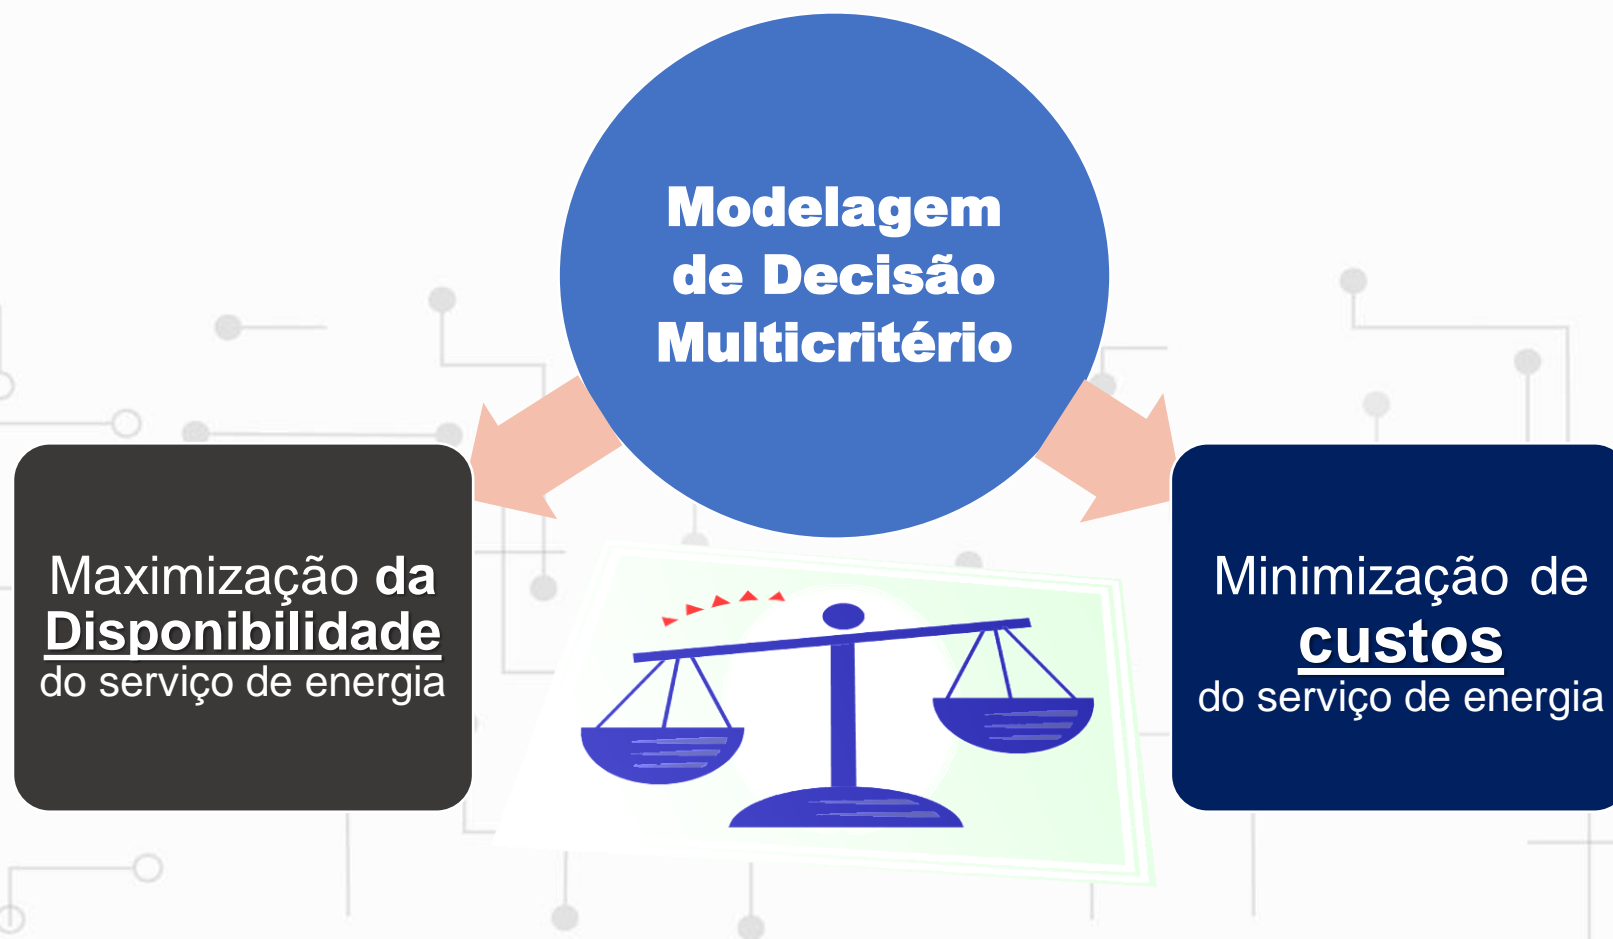 Modelagem
de Decisão
Multicritério
Maximização da
Disponibilidade
do serviço de energia
Minimização de
custos
do serviço de energia